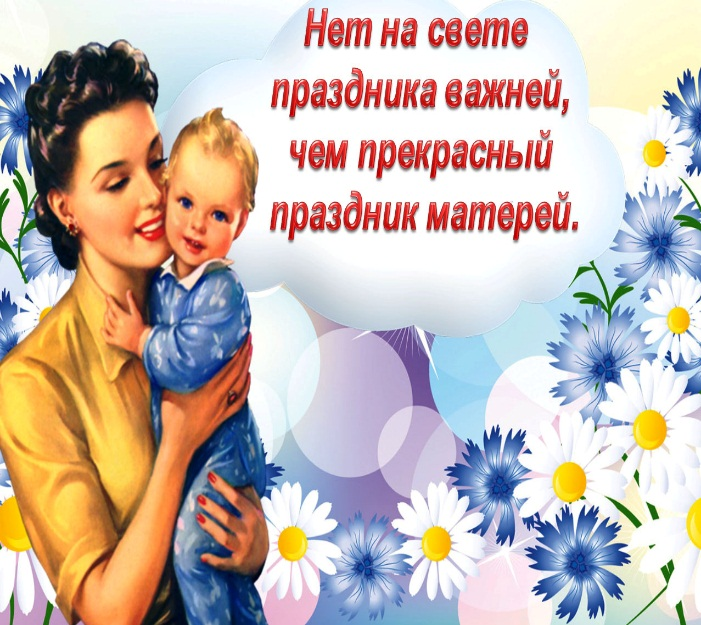 Нет на свете
праздника важней,
чем прекрасный
праздник матерей.